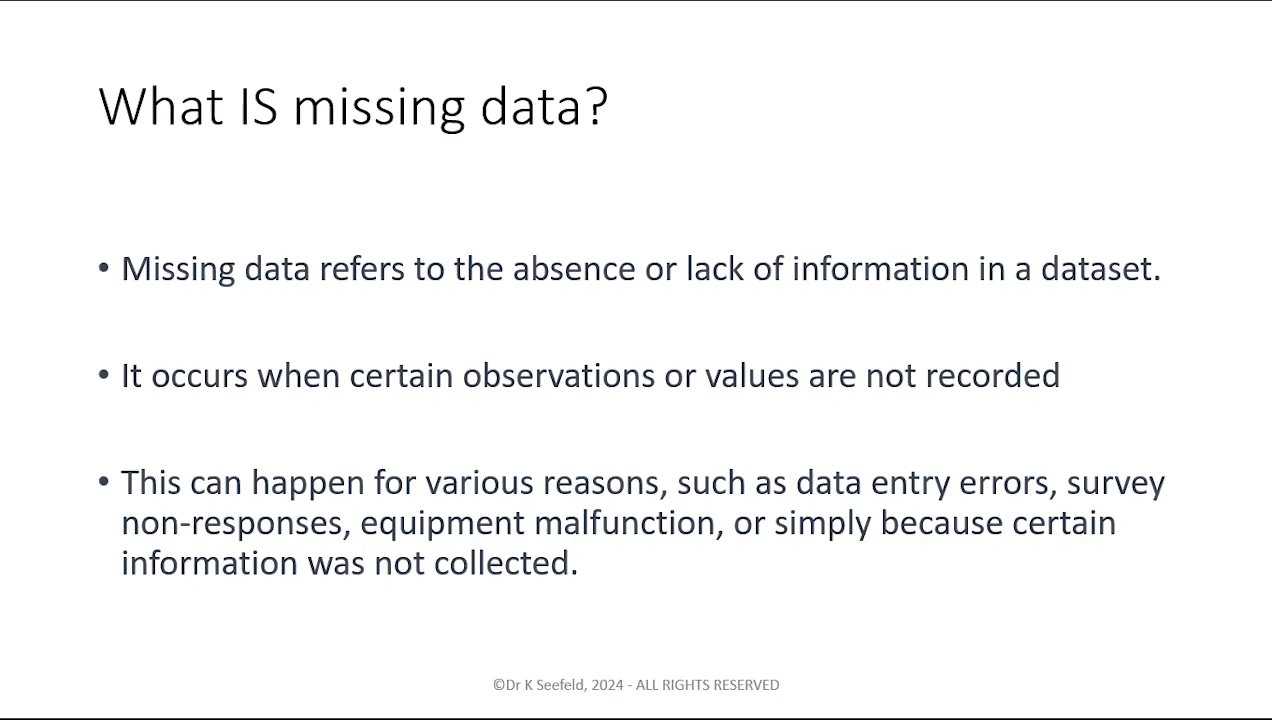 What IS missing data?
• Missing data refers to the absence or lack of information in a dataset.
• It occurs when certain observations or values are not recorded
• This can happen for various reasons, such as data entry errors, survey
non-responses, equipment malfunction, or simply because certain
information was not collected.
©Dr K Seefeld, 2024 - ALL RIGHTS RESERVED